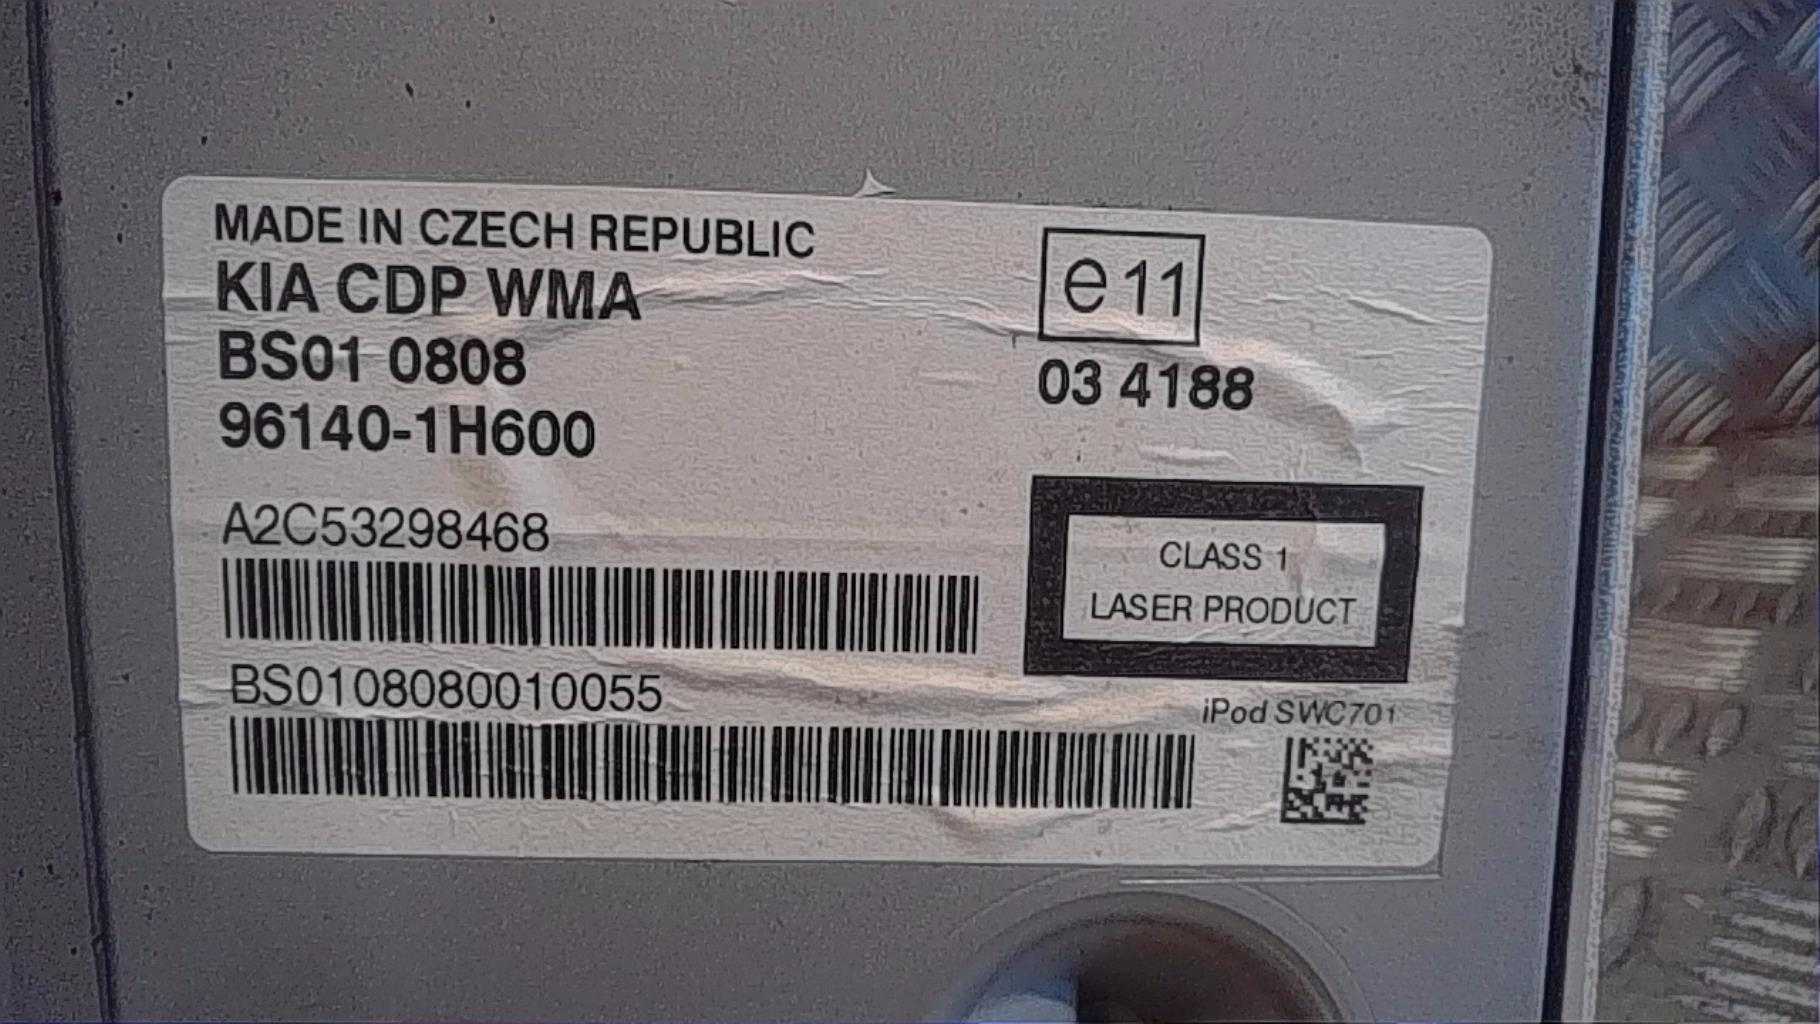 MADE IN CZECH REPUBLIC
KIA CDP WMA
BS01 0808
96140-1H600
e11
03 4188
A2C53298468
CLASS 1
LASER PRODUCT
BS0108080010055
iPod SWC701